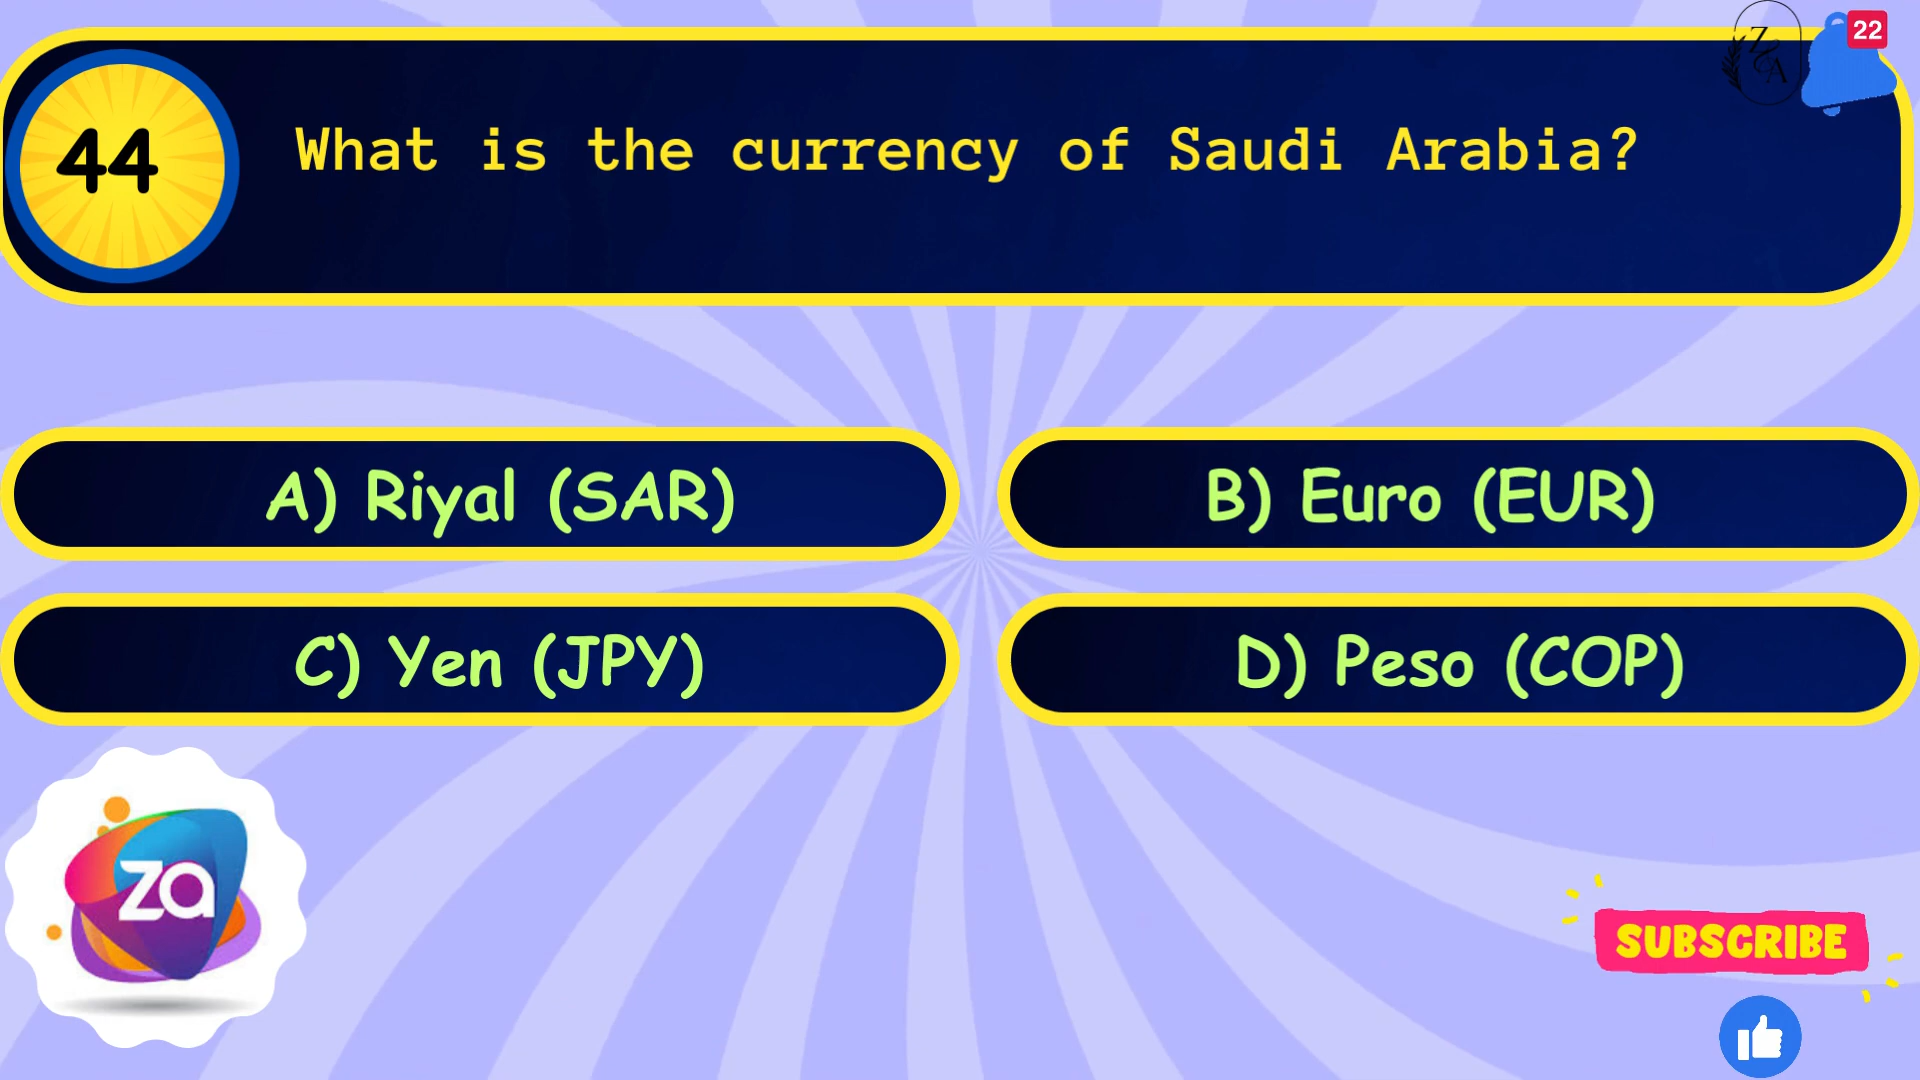 22
Z&A
44
What is the currency of Saudi Arabia?
A) Riyal (SAR)
B) Euro (EUR)
C) Yen (JPY)
D) Peso (COP)
za
SUBSCRIBE